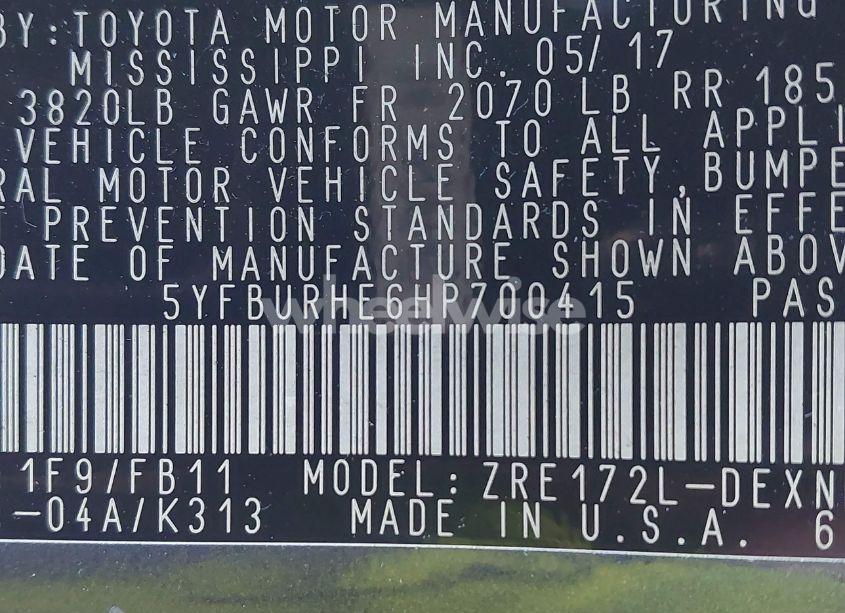 BY: TOYOTA MOTOR MANUFACTURING
MISSISSIPPI INC. 05/17
3820LB GAWR FR 2070LB RR 185
VEHICLE CONFORMS TO ALL APPLI
RAL MOTOR VEHICLE SAFETY, BUMPE
T PREVENTION STANDARDS IN EFFE
DATE OF MANUFACTURE SHOWN ABOV
5YFBURHE6HP700415 PAS
wheelwise
1F9/FB11 MODEL: ZRE172L-DEXN
-04A/K313 MADE IN U.S.A. 6